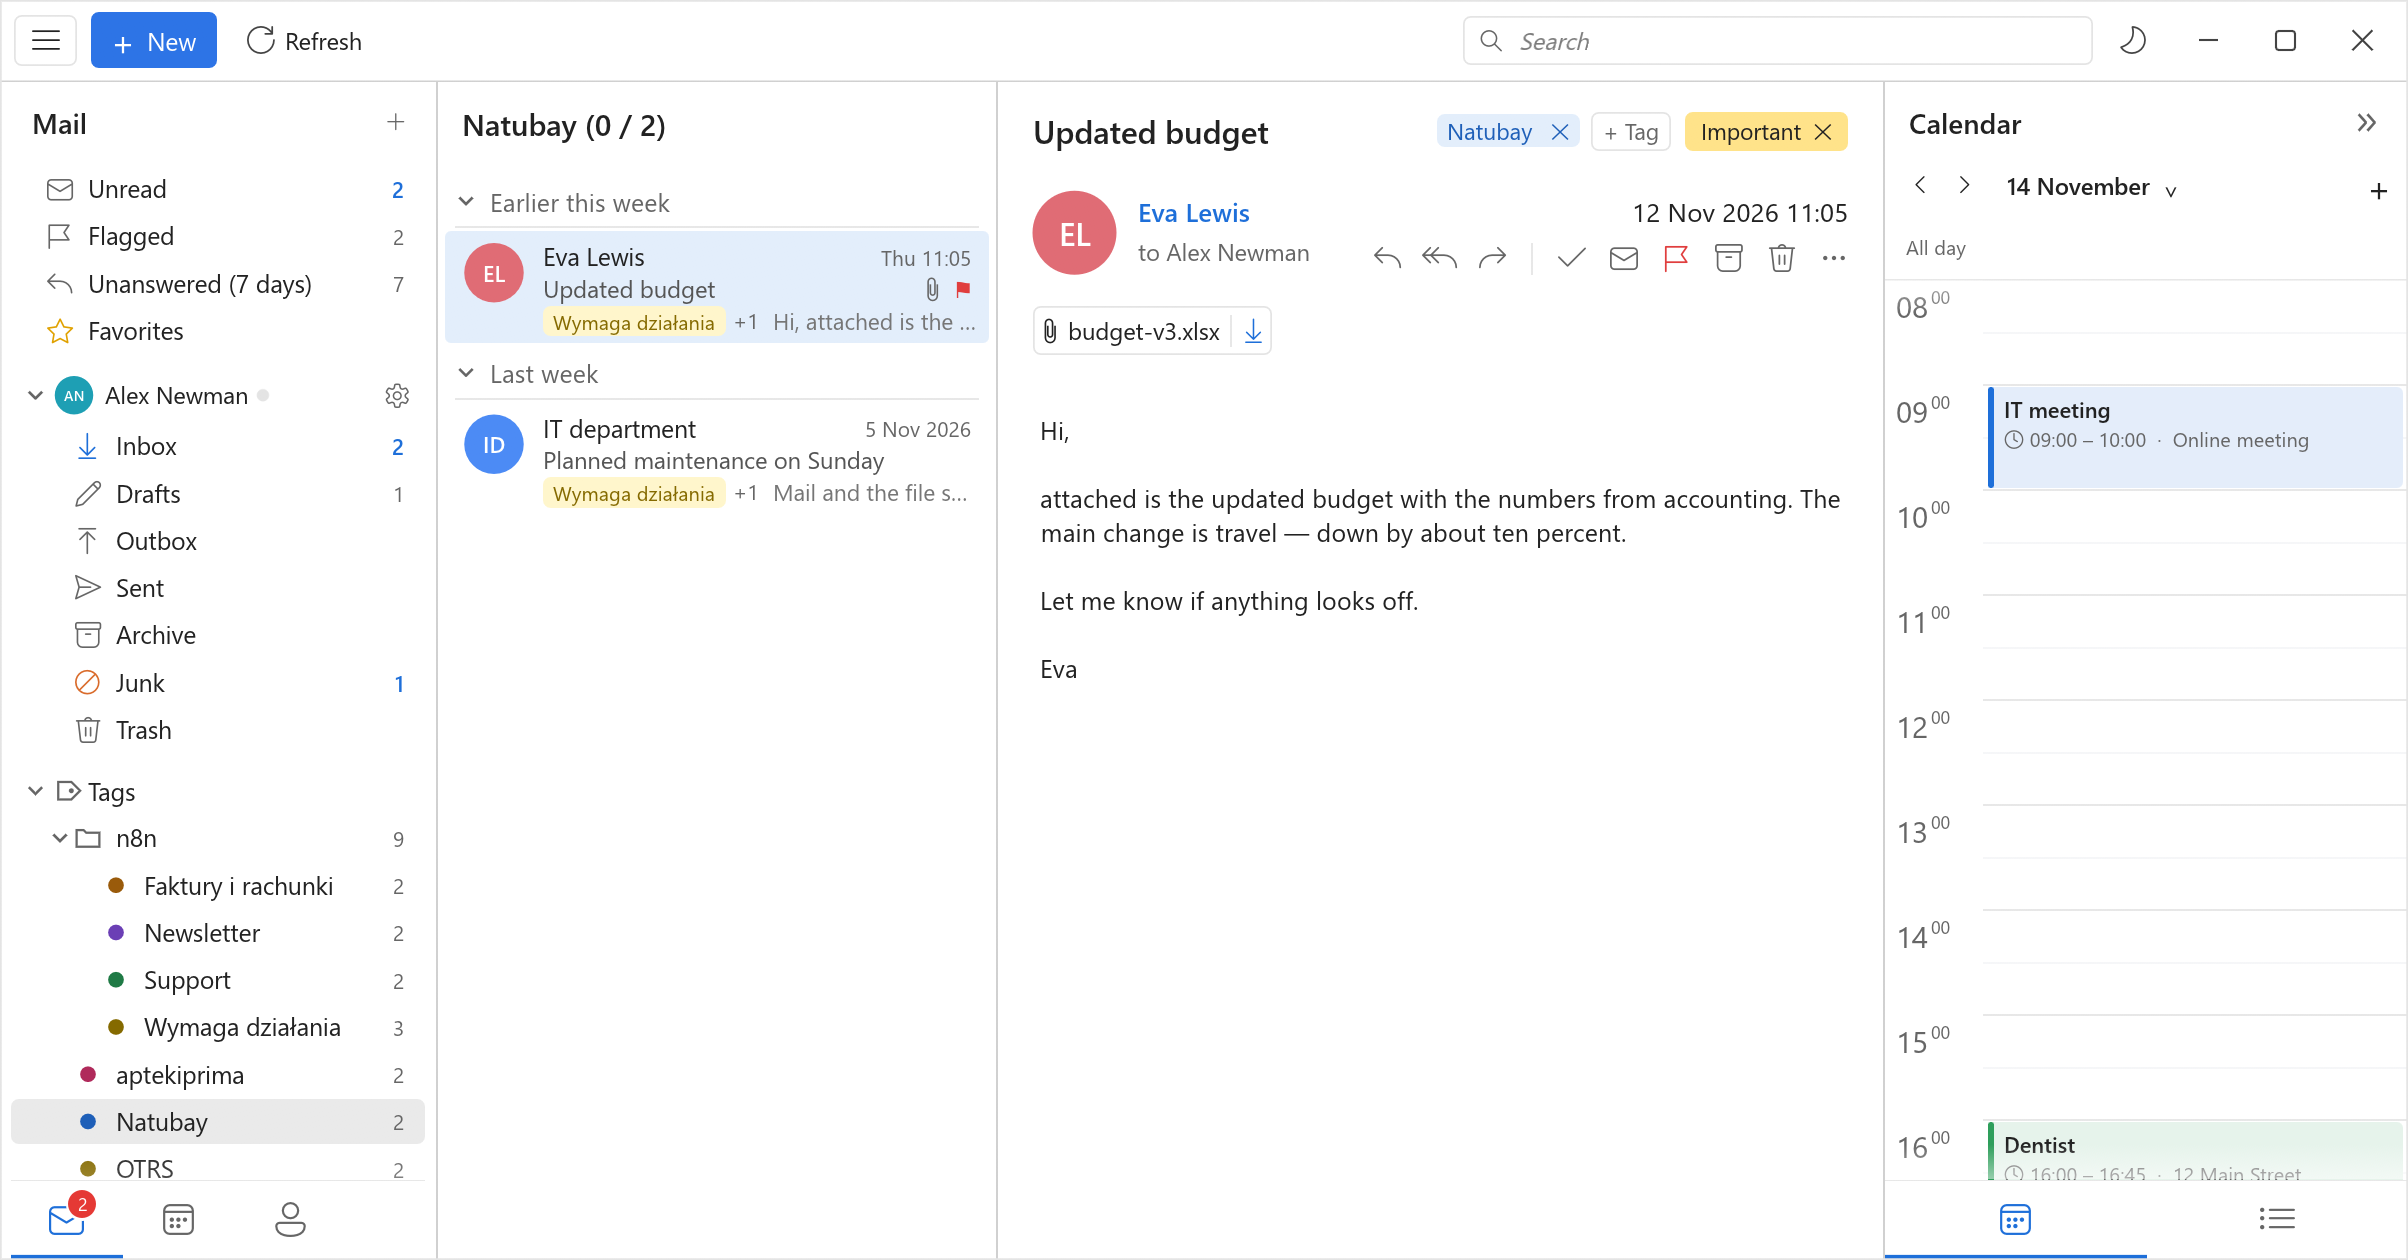 New
Refresh
Search
Mail
Unread 2
Flagged 2
Unanswered (7 days) 7
Favorites
AN Alex Newman
Inbox 2
Drafts 1
Outbox
Sent
Archive
Junk 1
Trash
Tags
n8n 9
Faktury i rachunki 2
Newsletter 2
Support 2
Wymaga działania 3
aptekiprima 2
Natubay 2
OTRS 2
2
Natubay (0 / 2)
Earlier this week
EL Eva Lewis Thu 11:05
Updated budget
Wymaga działania +1 Hi, attached is the ...
Last week
ID IT department 5 Nov 2026
Planned maintenance on Sunday
Wymaga działania +1 Mail and the file s...
Updated budget Natubay + Tag Important
EL Eva Lewis 12 Nov 2026 11:05
to Alex Newman
budget-v3.xlsx
Hi,
attached is the updated budget with the numbers from accounting. The
main change is travel — down by about ten percent.
Let me know if anything looks off.
Eva
Calendar
14 November
All day
08 00
09 00
IT meeting
09:00 – 10:00 · Online meeting
10 00
11 00
12 00
13 00
14 00
15 00
16 00
Dentist
16:00 – 16:45 · 12 Main Street